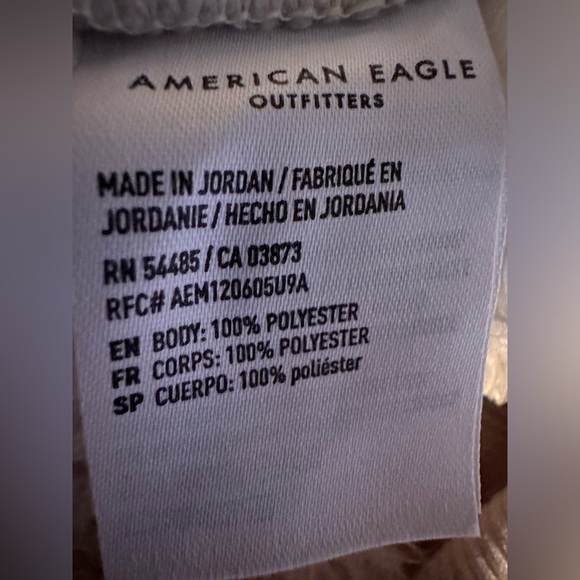 AMERICAN EAGLE
OUTFITTERS
MADE IN JORDAN / FABRIQUÉ EN
JORDANIE / HECHO EN JORDANIA
RN 54485 / CA 03873
RFC# AEM120605U9A
EN BODY: 100% POLYESTER
FR CORPS: 100% POLYESTER
SP CUERPO: 100% poliéster